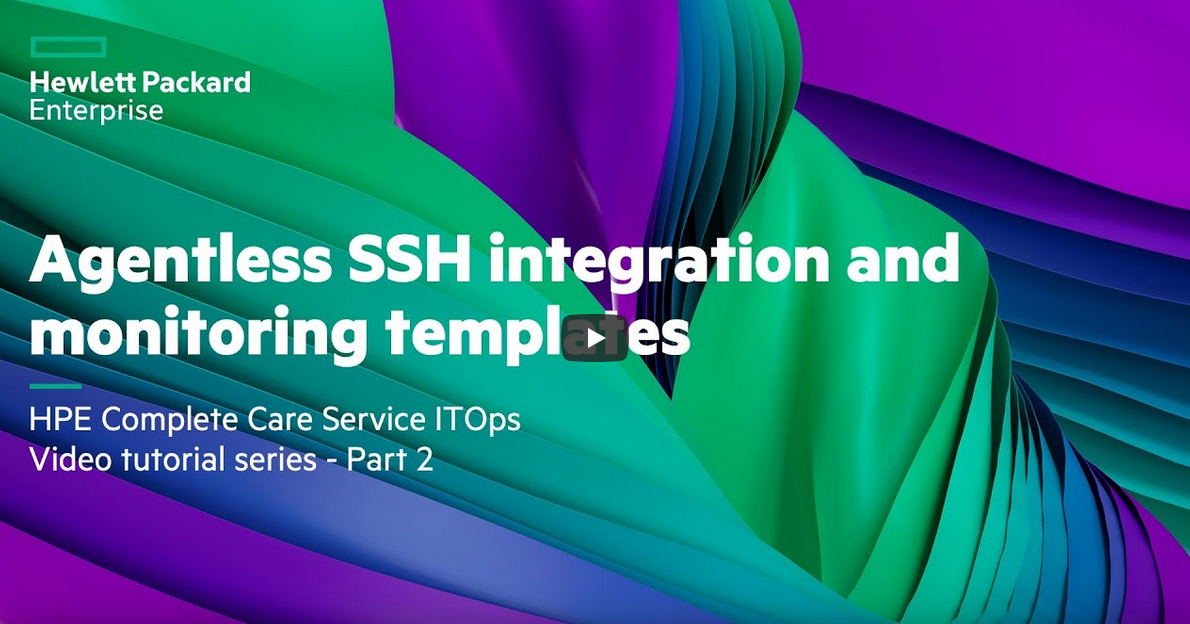 Hewlett Packard
Enterprise
Agentless SSH integration and
monitoring templates
HPE Complete Care Service ITOps
Video tutorial series - Part 2